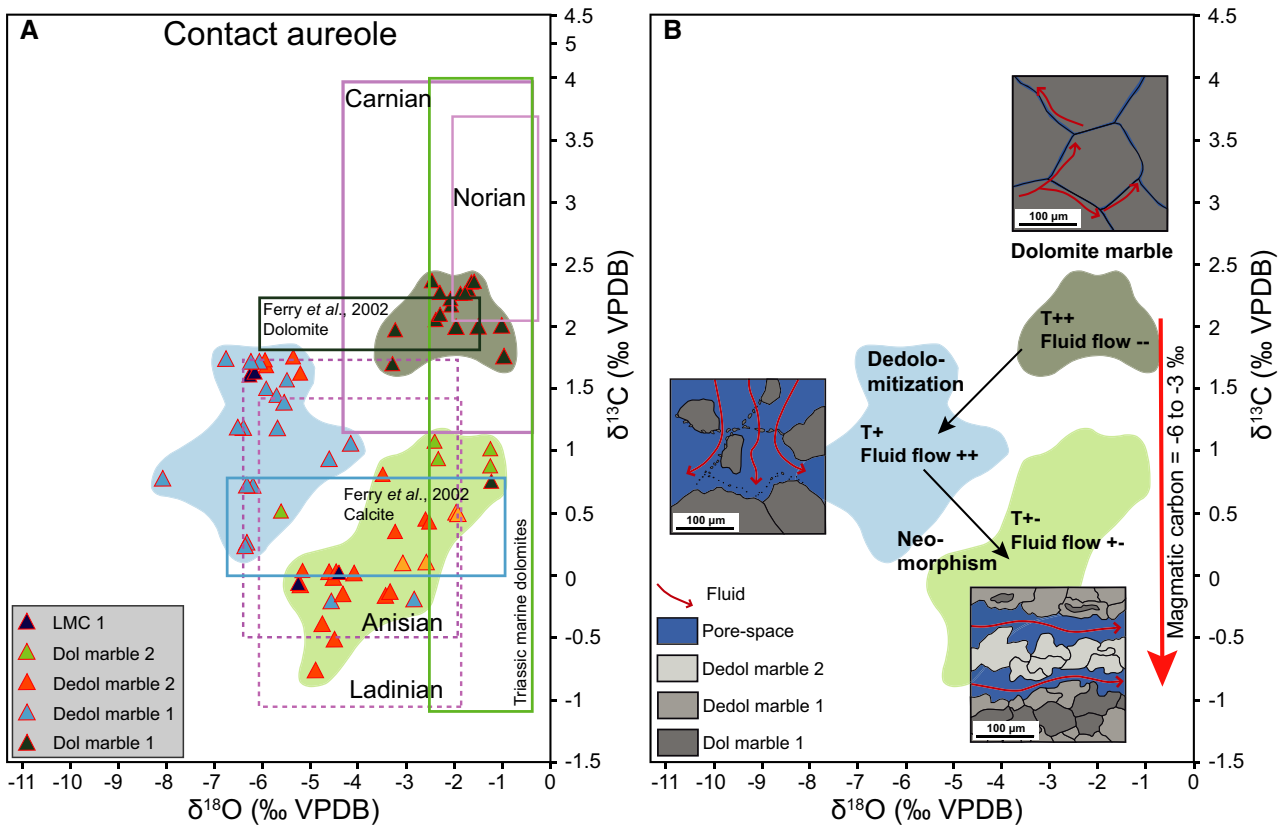 A
Contact aureole
Carnian
Norian
Ferry et al., 2002
Dolomite
Ferry et al., 2002
Calcite
Anisian
Ladinian
Triassic marine dolomites
LMC 1
Dol marble 2
Dedol marble 2
Dedol marble 1
Dol marble 1
4.5
5
4
3.5
3
2.5
2
1.5
1
0.5
0
-0.5
-1
-1.5
δ13C (‰ VPDB)
-11 -10 -9 -8 -7 -6 -5 -4 -3 -2 -1 0
δ18O (‰ VPDB)
B
100 µm
Dolomite marble
T++
Fluid flow --
Dedolo-
mitization
T+
Fluid flow ++
100 µm
Neo-
morphism
T+-
Fluid flow +-
100 µm
Magmatic carbon = -6 to -3 ‰
Fluid
Pore-space
Dedol marble 2
Dedol marble 1
Dol marble 1
4.5
5
4
3.5
3
2.5
2
1.5
1
0.5
0
-0.5
-1
-1.5
δ13C (‰ VPDB)
-11 -10 -9 -8 -7 -6 -5 -4 -3 -2 -1 0
δ18O (‰ VPDB)